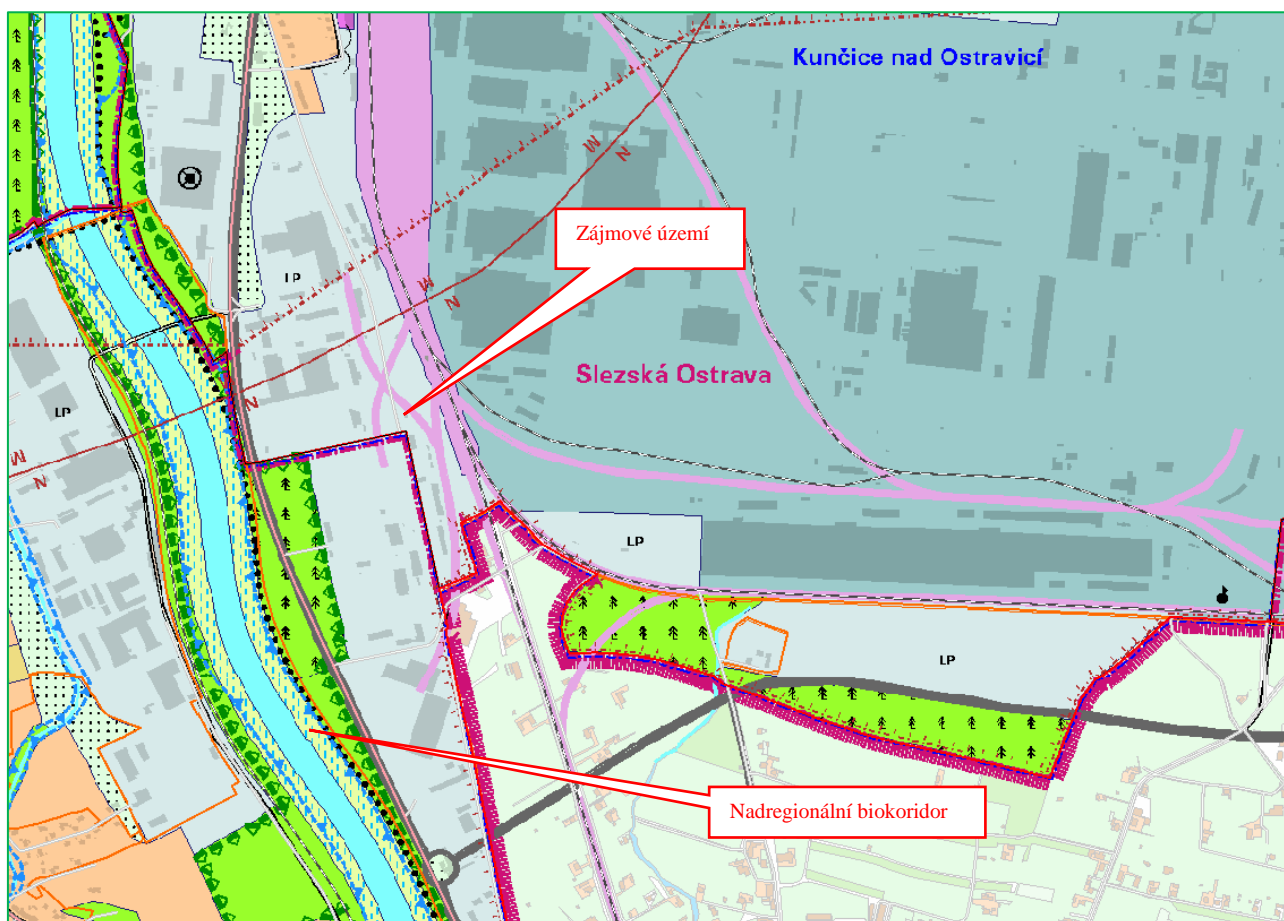 Kunčice nad Ostravicí
N
M
Zájmové území
LP
M
N
Slezská Ostrava
LP
N
M
N
LP
LP
Nadregionální biokoridor